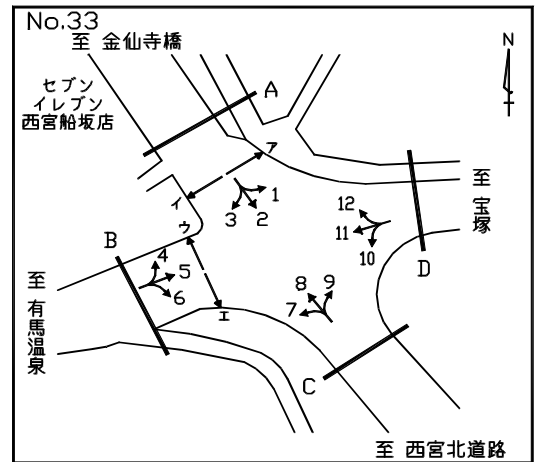 No.33
至 金仙寺橋
N
セブン
イレブン
西宮船坂店
A
ア
イ
1
2
3
ウ
12
11
10
至 宝塚
B
4
5
6
D
8
9
7
エ
至 有馬温泉
C
至 西宮北道路